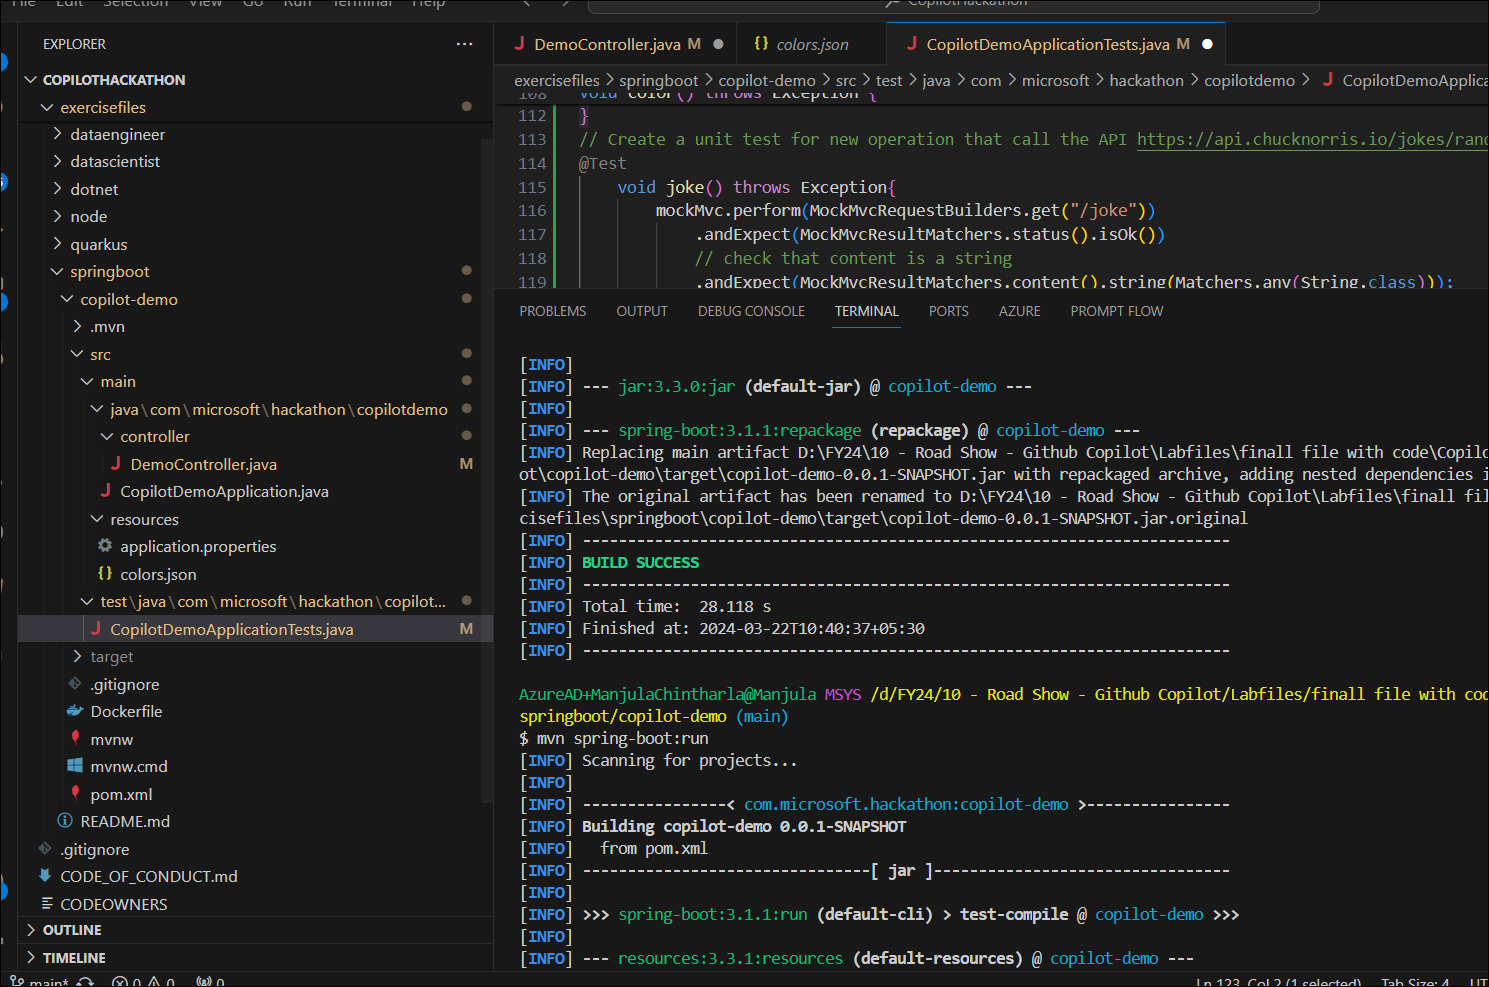 File Edit Selection View Go Run Terminal Help
CopilotHackathon
EXPLORER
COPILOTHACKATHON
exercisefiles
dataengineer
datascientist
dotnet
node
quarkus
springboot
copilot-demo
.mvn
src
main
java\com\microsoft\hackathon\copilotdemo
controller
DemoController.java M
CopilotDemoApplication.java
resources
application.properties
{} colors.json
test\java\com\microsoft\hackathon\copilot...
CopilotDemoApplicationTests.java M
target
.gitignore
Dockerfile
mvnw
mvnw.cmd
pom.xml
README.md
.gitignore
CODE_OF_CONDUCT.md
CODEOWNERS
OUTLINE
TIMELINE
DemoController.java M
{} colors.json
CopilotDemoApplicationTests.java M
exercisefiles > springboot > copilot-demo > src > test > java > com > microsoft > hackathon > copilotdemo > CopilotDemoApplica
108 void color() throws Exception {
112 }
113 // Create a unit test for new operation that call the API https://api.chucknorris.io/jokes/ran
114 @Test
115 void joke() throws Exception{
116 mockMvc.perform(MockMvcRequestBuilders.get("/joke"))
117 .andExpect(MockMvcResultMatchers.status().isOk())
118 // check that content is a string
119 .andExpect(MockMvcResultMatchers.content().string(Matchers.any(String.class)));
PROBLEMS OUTPUT DEBUG CONSOLE TERMINAL PORTS AZURE PROMPT FLOW
[INFO]
[INFO] --- jar:3.3.0:jar (default-jar) @ copilot-demo ---
[INFO]
[INFO] --- spring-boot:3.1.1:repackage (repackage) @ copilot-demo ---
[INFO] Replacing main artifact D:\FY24\10 - Road Show - Github Copilot\Labfiles\finall file with code\Copilo
ot\copilot-demo\target\copilot-demo-0.0.1-SNAPSHOT.jar with repackaged archive, adding nested dependencies i
[INFO] The original artifact has been renamed to D:\FY24\10 - Road Show - Github Copilot\Labfiles\finall fil
cisefiles\springboot\copilot-demo\target\copilot-demo-0.0.1-SNAPSHOT.jar.original
[INFO] ------------------------------------------------------------------------
[INFO] BUILD SUCCESS
[INFO] ------------------------------------------------------------------------
[INFO] Total time:  28.118 s
[INFO] Finished at: 2024-03-22T10:40:37+05:30
[INFO] ------------------------------------------------------------------------
AzureAD+ManjulaChintharla@Manjula MSYS /d/FY24/10 - Road Show - Github Copilot/Labfiles/finall file with cod
springboot/copilot-demo (main)
$ mvn spring-boot:run
[INFO] Scanning for projects...
[INFO]
[INFO] ----------------< com.microsoft.hackathon:copilot-demo >----------------
[INFO] Building copilot-demo 0.0.1-SNAPSHOT
[INFO]   from pom.xml
[INFO] --------------------------------[ jar ]---------------------------------
[INFO]
[INFO] >>> spring-boot:3.1.1:run (default-cli) > test-compile @ copilot-demo >>>
[INFO]
[INFO] --- resources:3.3.1:resources (default-resources) @ copilot-demo ---
main* 0 0 0 Ln 123, Col 2 (1 selected) Tab Size: 4 UT